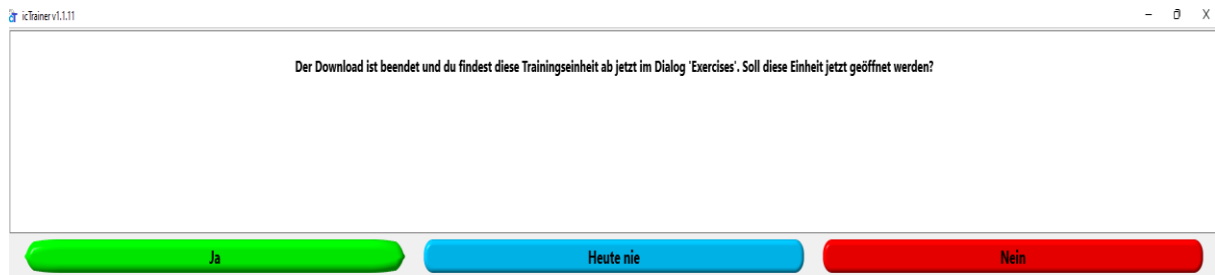 icTrainer v1.1.11
Der Download ist beendet und du findest diese Trainingseinheit ab jetzt im Dialog 'Exercises'. Soll diese Einheit jetzt geöffnet werden?
Ja
Heute nie
Nein